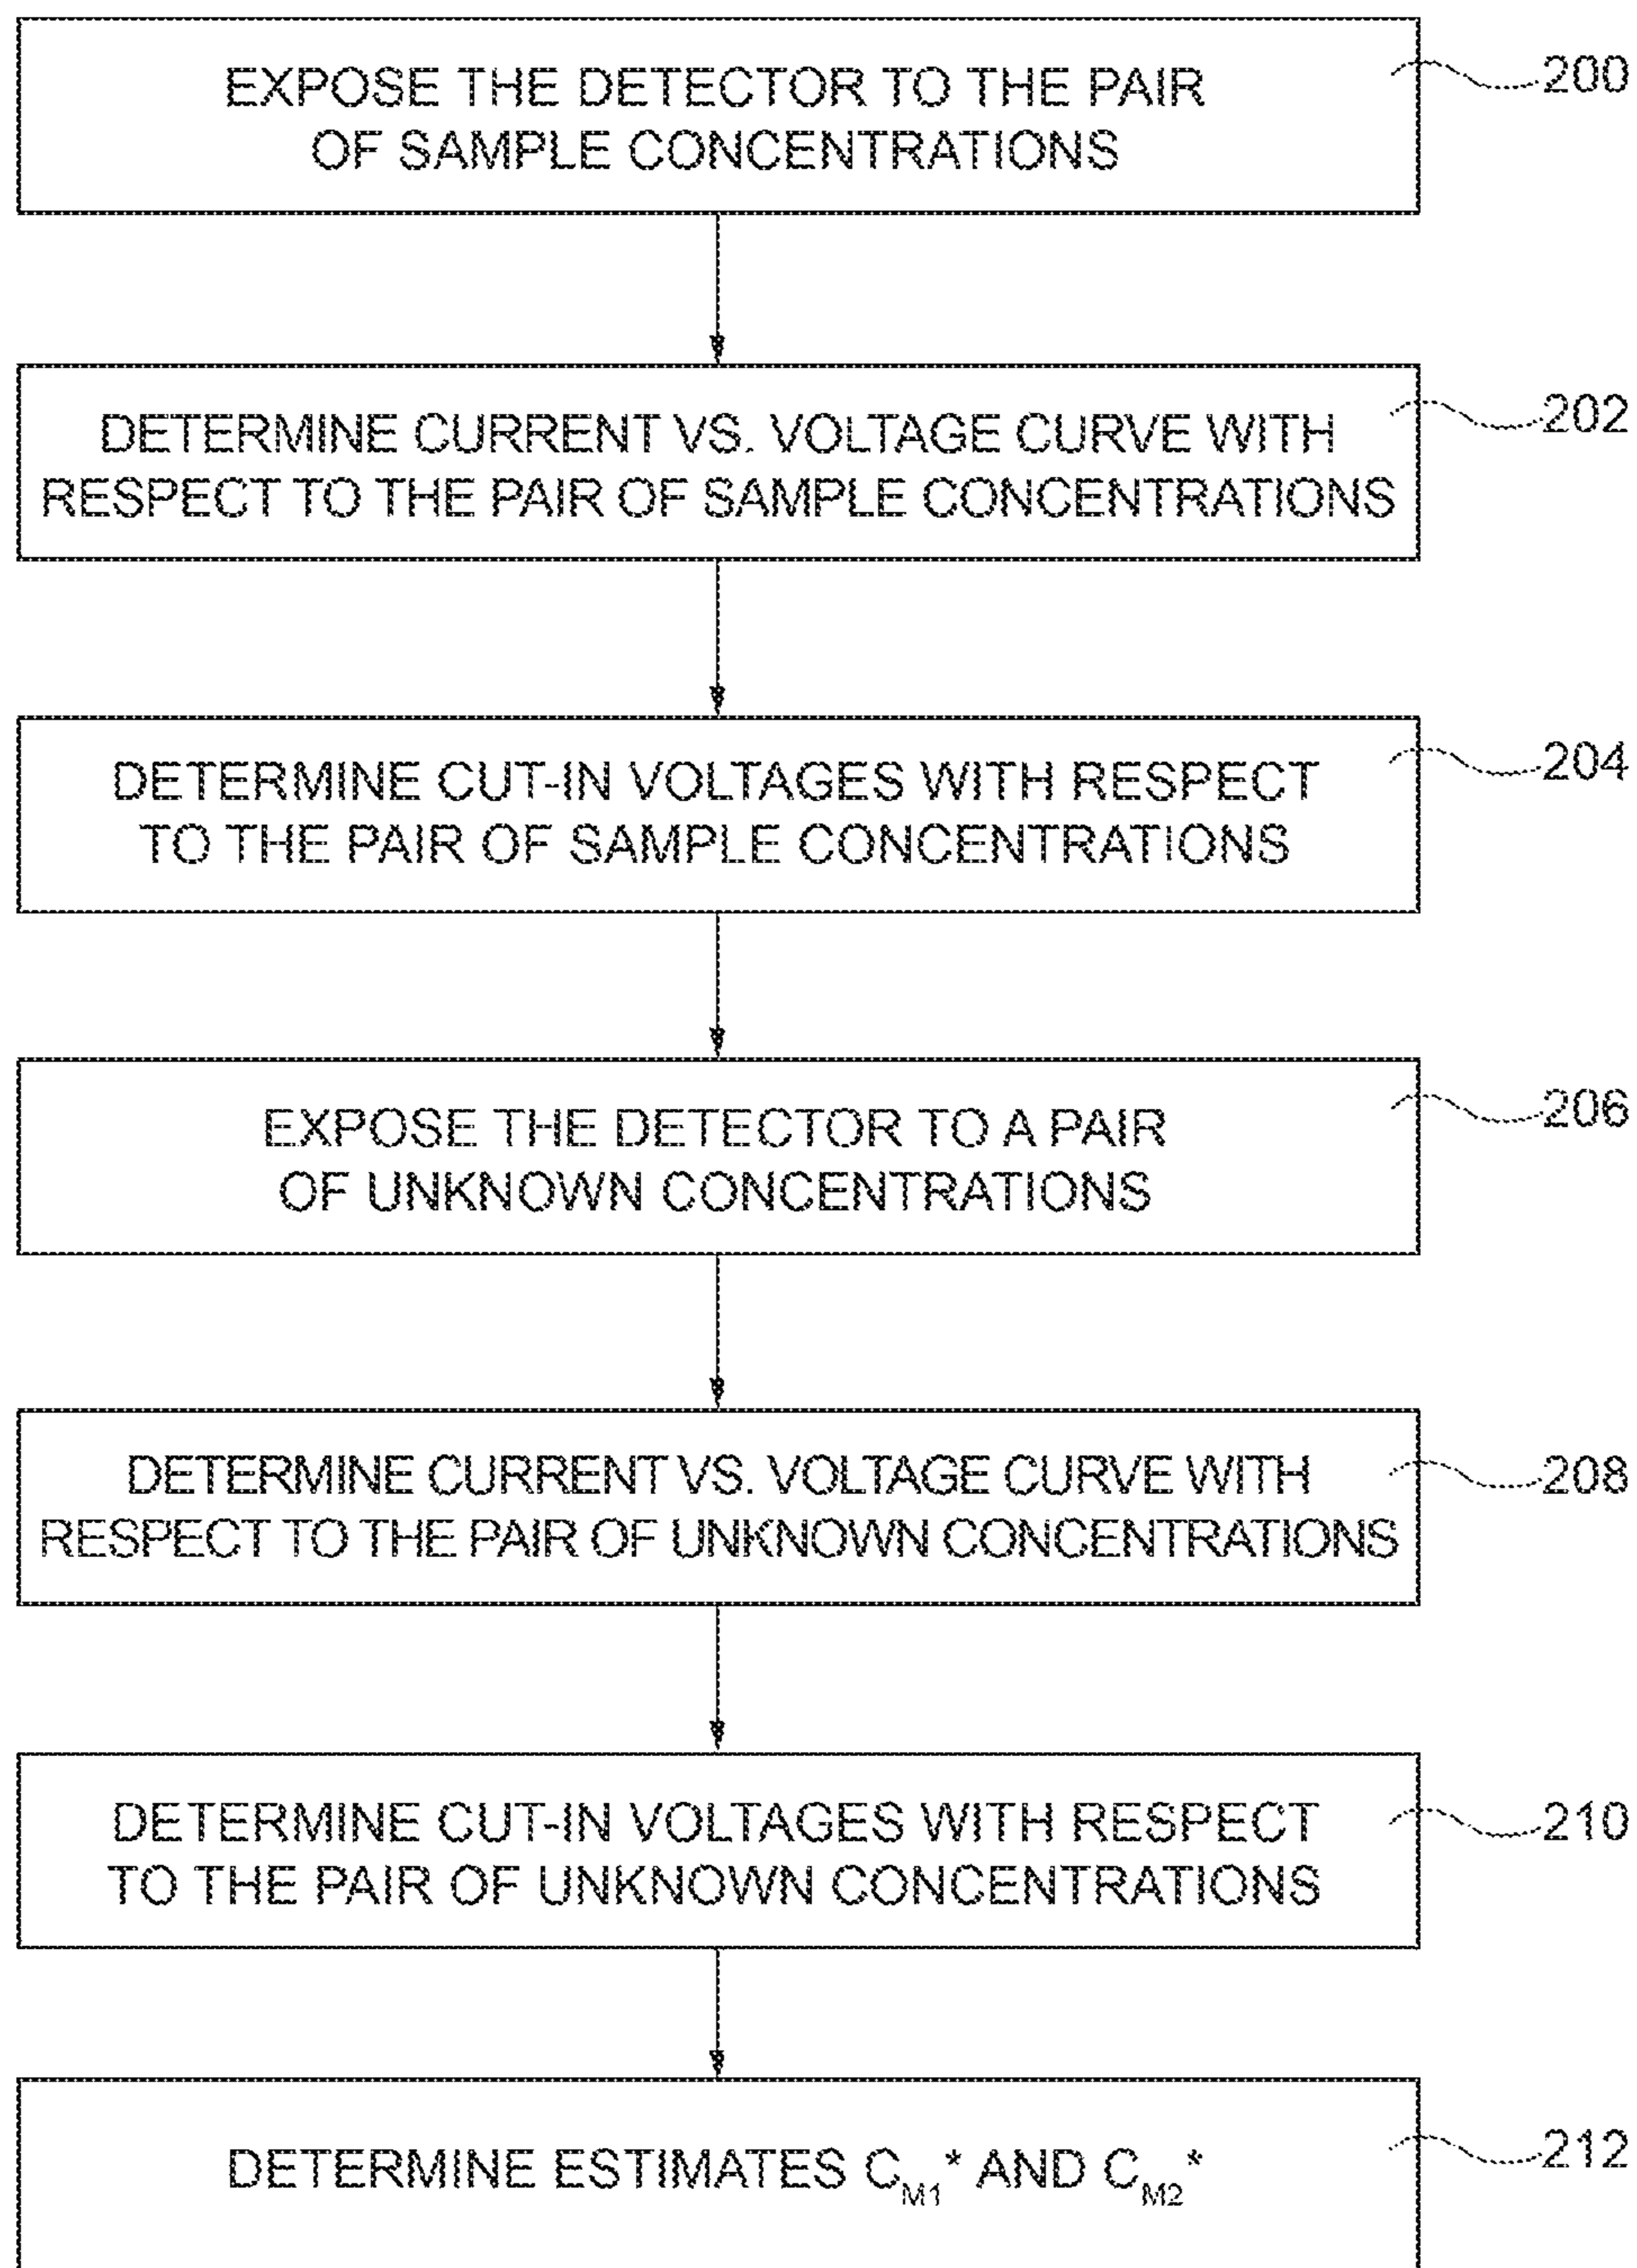 EXPOSE THE DETECTOR TO THE PAIR
OF SAMPLE CONCENTRATIONS
200
DETERMINE CURRENT VS. VOLTAGE CURVE WITH
RESPECT TO THE PAIR OF SAMPLE CONCENTRATIONS
202
DETERMINE CUT-IN VOLTAGES WITH RESPECT
TO THE PAIR OF SAMPLE CONCENTRATIONS
204
EXPOSE THE DETECTOR TO A PAIR
OF UNKNOWN CONCENTRATIONS
206
DETERMINE CURRENT VS. VOLTAGE CURVE WITH
RESPECT TO THE PAIR OF UNKNOWN CONCENTRATIONS
208
DETERMINE CUT-IN VOLTAGES WITH RESPECT
TO THE PAIR OF UNKNOWN CONCENTRATIONS
210
DETERMINE ESTIMATES C_M1* AND C_M2*
212